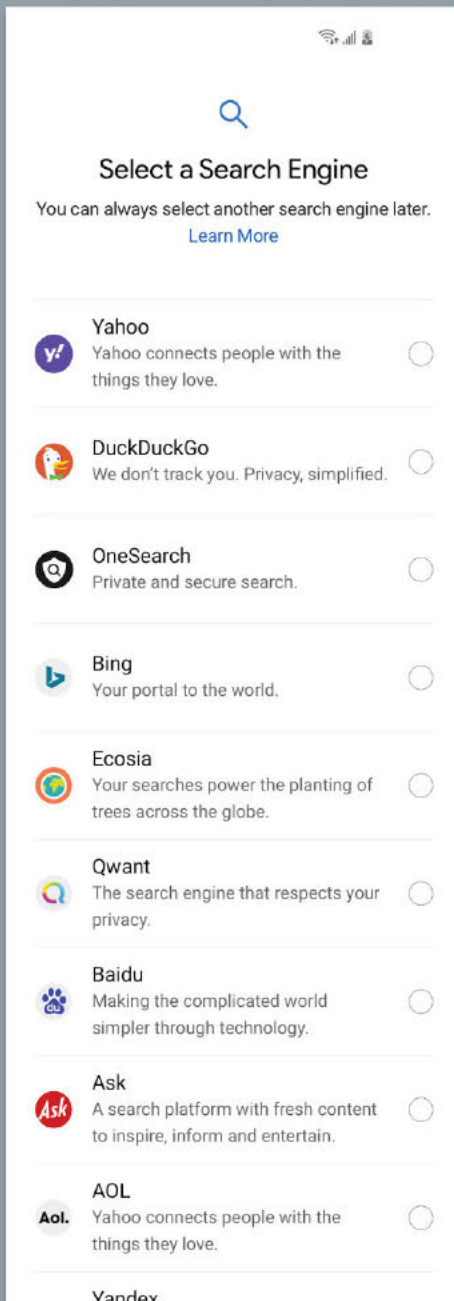 Select a Search Engine
You can always select another search engine later.
Learn More
Yahoo
y!
Yahoo connects people with the
things they love.
DuckDuckGo
We don't track you. Privacy, simplified.
OneSearch
Private and secure search.
Bing
Your portal to the world.
Ecosia
Your searches power the planting of
trees across the globe.
Qwant
The search engine that respects your
privacy.
Baidu
du
Making the complicated world
simpler through technology.
Ask
Ask
A search platform with fresh content
to inspire, inform and entertain.
AOL
Aol.
Yahoo connects people with the
things they love.
Yandex